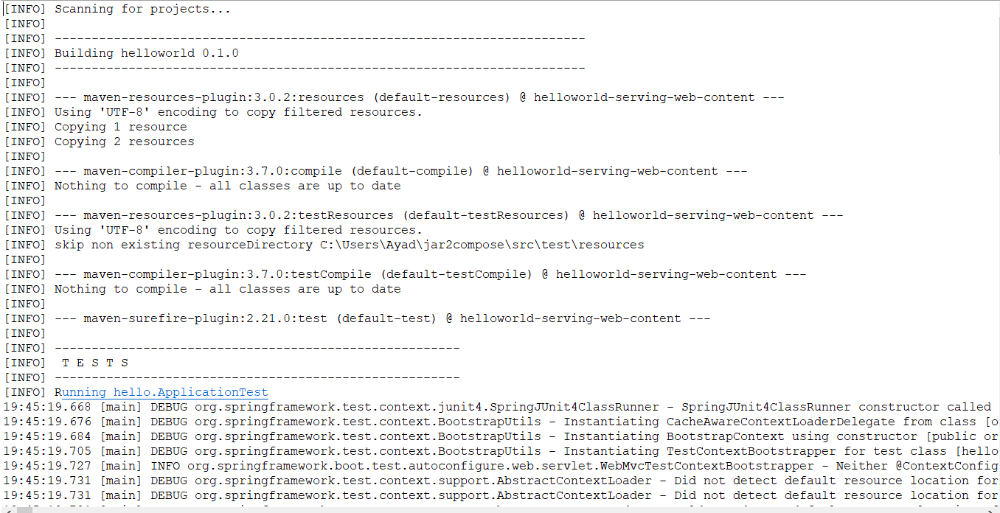 [INFO] Scanning for projects...
[INFO]
[INFO] ------------------------------------------------------------------------
[INFO] Building helloworld 0.1.0
[INFO] ------------------------------------------------------------------------
[INFO]
[INFO] --- maven-resources-plugin:3.0.2:resources (default-resources) @ helloworld-serving-web-content ---
[INFO] Using 'UTF-8' encoding to copy filtered resources.
[INFO] Copying 1 resource
[INFO] Copying 2 resources
[INFO]
[INFO] --- maven-compiler-plugin:3.7.0:compile (default-compile) @ helloworld-serving-web-content ---
[INFO] Nothing to compile - all classes are up to date
[INFO]
[INFO] --- maven-resources-plugin:3.0.2:testResources (default-testResources) @ helloworld-serving-web-content ---
[INFO] Using 'UTF-8' encoding to copy filtered resources.
[INFO] skip non existing resourceDirectory C:\Users\Ayad\jar2compose\src\test\resources
[INFO]
[INFO] --- maven-compiler-plugin:3.7.0:testCompile (default-testCompile) @ helloworld-serving-web-content ---
[INFO] Nothing to compile - all classes are up to date
[INFO]
[INFO] --- maven-surefire-plugin:2.21.0:test (default-test) @ helloworld-serving-web-content ---
[INFO]
[INFO] -------------------------------------------------------
[INFO]  T E S T S
[INFO] -------------------------------------------------------
[INFO] Running hello.ApplicationTest
19:45:19.668 [main] DEBUG org.springframework.test.context.junit4.SpringJUnit4ClassRunner - SpringJUnit4ClassRunner constructor called
19:45:19.676 [main] DEBUG org.springframework.test.context.BootstrapUtils - Instantiating CacheAwareContextLoaderDelegate from class [o
19:45:19.684 [main] DEBUG org.springframework.test.context.BootstrapUtils - Instantiating BootstrapContext using constructor [public or
19:45:19.705 [main] DEBUG org.springframework.test.context.BootstrapUtils - Instantiating TestContextBootstrapper for test class [hello
19:45:19.727 [main] INFO org.springframework.boot.test.autoconfigure.web.servlet.WebMvcTestContextBootstrapper - Neither @ContextConfig
19:45:19.731 [main] DEBUG org.springframework.test.context.support.AbstractContextLoader - Did not detect default resource location for
19:45:19.731 [main] DEBUG org.springframework.test.context.support.AbstractContextLoader - Did not detect default resource location for